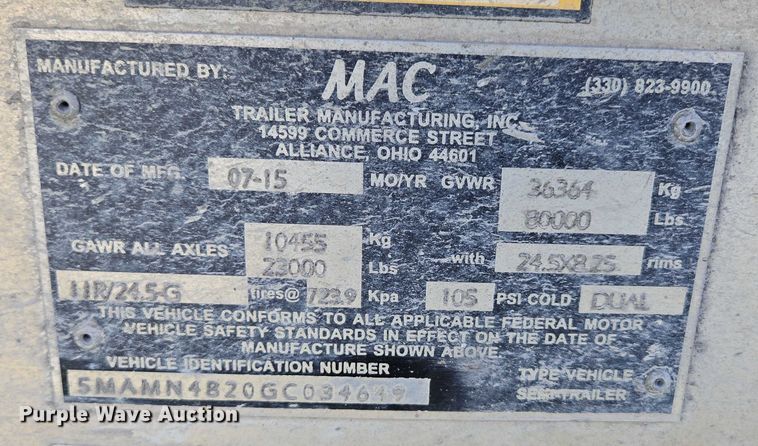 MANUFACTURED BY: MAC (330) 823-9900
TRAILER MANUFACTURING, INC.
14599 COMMERCE STREET
ALLIANCE, OHIO 44601
DATE OF MFG. 07-15 MO/YR GVWR 36364 Kg
80000 Lbs
GAWR ALL AXLES 10455 Kg
23000 Lbs with 24.5X8.25 rims
11R/24.5-G tires@ 723.9 Kpa 105 PSI COLD DUAL
THIS VEHICLE CONFORMS TO ALL APPLICABLE FEDERAL MOTOR
VEHICLE SAFETY STANDARDS IN EFFECT ON THE DATE OF
MANUFACTURE SHOWN ABOVE.
VEHICLE IDENTIFICATION NUMBER TYPE VEHICLE
5MAMN4820GC034649 SEMI-TRAILER
Purple Wave Auction